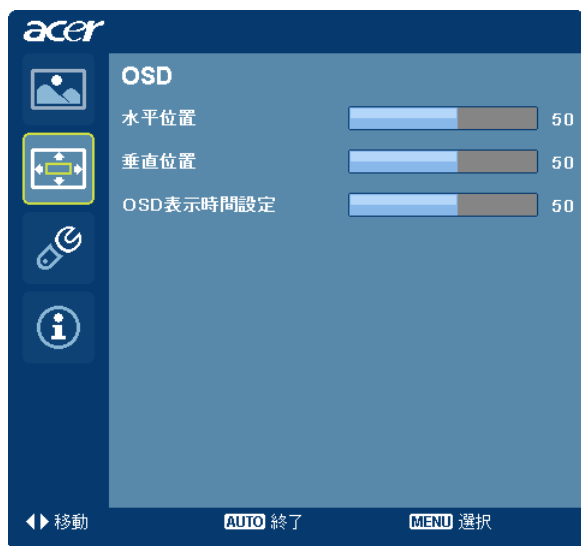 acer
OSD
水平位置 50
垂直位置 50
OSD表示時間設定 50
移動 AUTO 終了 MENU 選択